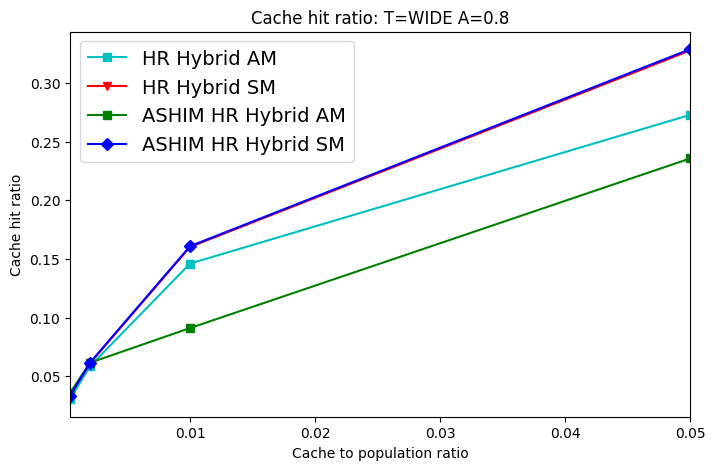 Cache hit ratio: T=WIDE A=0.8
HR Hybrid AM
HR Hybrid SM
ASHIM HR Hybrid AM
ASHIM HR Hybrid SM
Cache hit ratio
0.30
0.25
0.20
0.15
0.10
0.05
0.01 0.02 0.03 0.04 0.05
Cache to population ratio